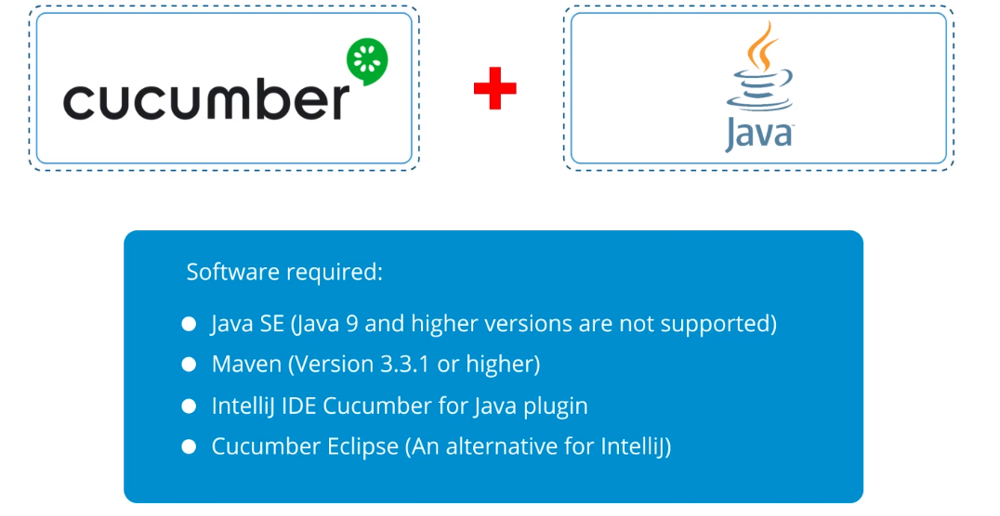 cucumber
Java
Software required:
Java SE (Java 9 and higher versions are not supported)
Maven (Version 3.3.1 or higher)
IntelliJ IDE Cucumber for Java plugin
Cucumber Eclipse (An alternative for IntelliJ)